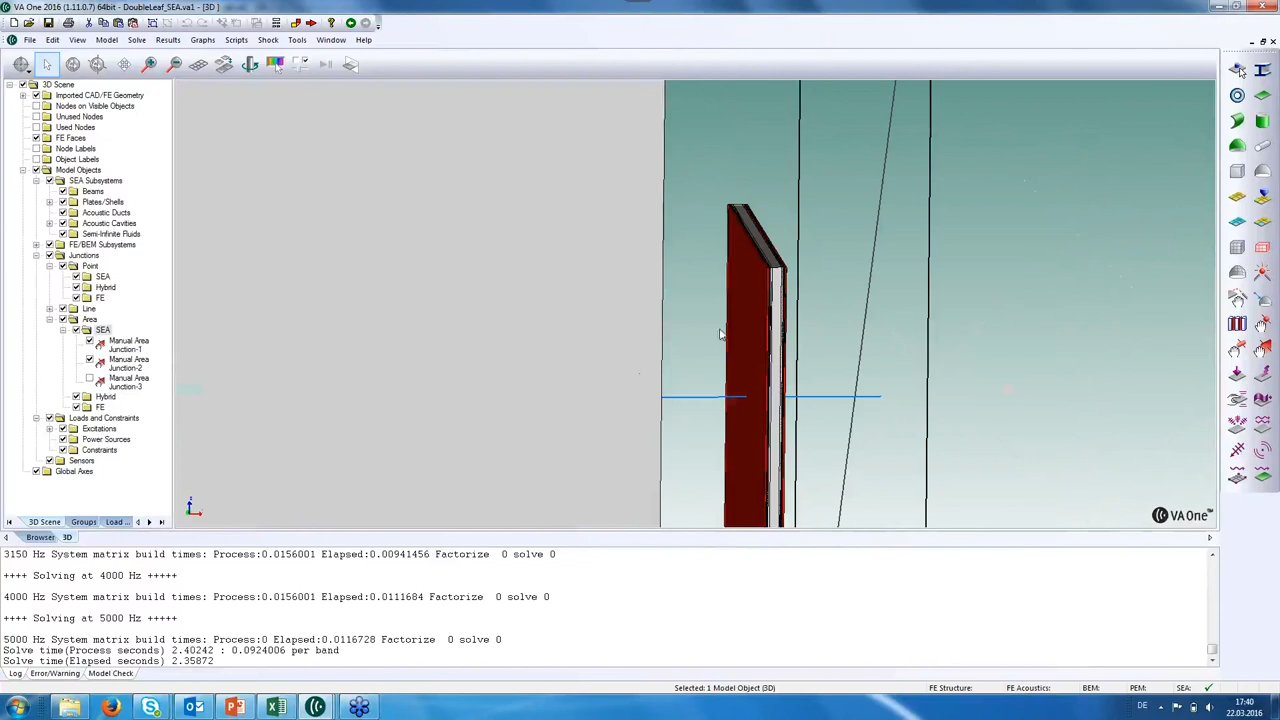 VA One 2016 (1.11.0.7) 64bit - DoubleLeaf_SEA.va1 - [3D ]
File Edit View Model Solve Results Graphs Scripts Shock Tools Window Help
3D Scene
Imported CAD/FE Geometry
Nodes on Visible Objects
Unused Nodes
Used Nodes
FE Faces
Node Labels
Object Labels
Model Objects
SEA Subsystems
Beams
Plates/Shells
Acoustic Ducts
Acoustic Cavities
Semi-Infinite Fluids
FE/BEM Subsystems
Junctions
Point
SEA
Hybrid
FE
Line
Area
SEA
Manual Area
Junction-1
Manual Area
Junction-2
Manual Area
Junction-3
Hybrid
FE
Loads and Constraints
Excitations
Power Sources
Constraints
Sensors
Global Axes
VA One™
3D Scene Groups Load ...
Browser 3D
3150 Hz System matrix build times: Process:0.0156001 Elapsed:0.00941456 Factorize 0 solve 0
++++ Solving at 4000 Hz +++++
4000 Hz System matrix build times: Process:0.0156001 Elapsed:0.0111684 Factorize 0 solve 0
++++ Solving at 5000 Hz +++++
5000 Hz System matrix build times: Process:0 Elapsed:0.0116728 Factorize 0 solve 0
Solve time(Process seconds) 2.40242 : 0.0924006 per band
Solve time(Elapsed seconds) 2.35872
Log Error/Warning Model Check
Selected: 1 Model Object (3D) FE Structure: FE Acoustics: BEM: PEM: SEA:
DE 17:40
22.03.2016